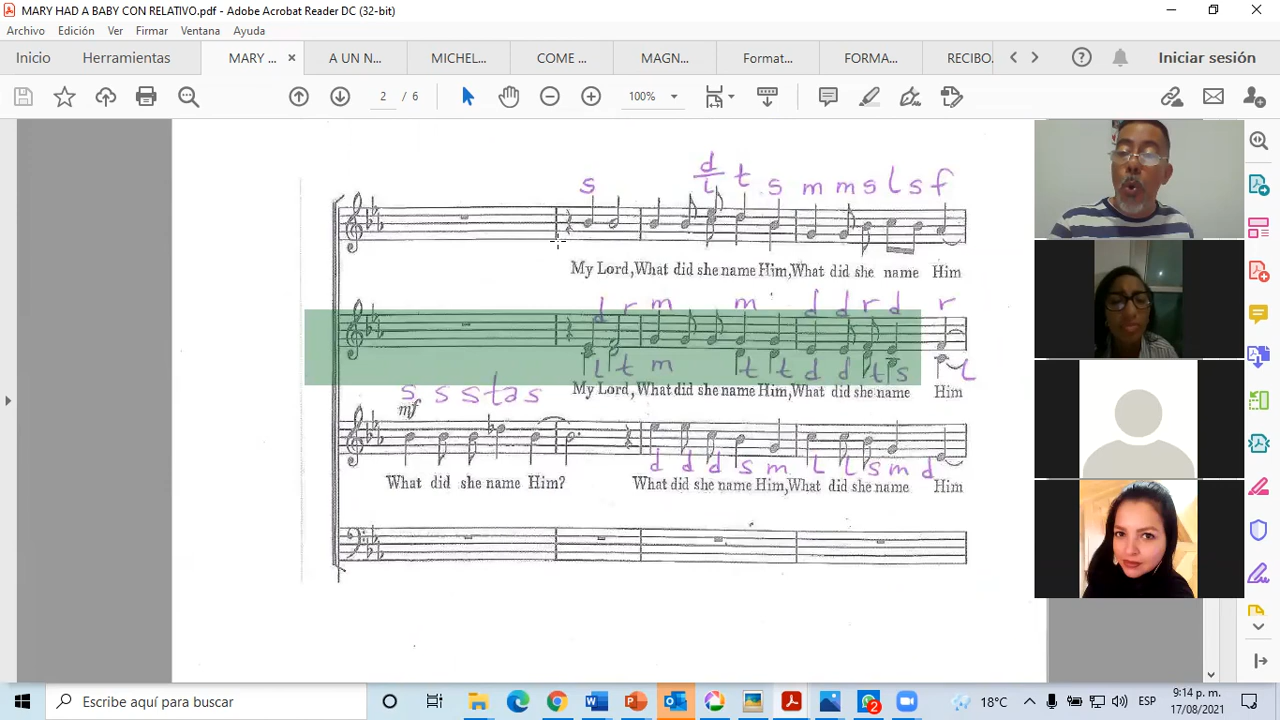 MARY HAD A BABY CON RELATIVO.pdf - Adobe Acrobat Reader DC (32-bit)
Archivo Edición Ver Firmar Ventana Ayuda
Inicio Herramientas MARY ... A UN N... MICHEL... COME ... MAGN... Format... FORMA... RECIBO. Iniciar sesión
2 / 6 100%
d
s l t s m m s l s f
My Lord, What did she name Him, What did she name Him
d r m m d d r d r
l t m t t d d t s l
My Lord, What did she name Him, What did she name Him
s s s ta s
mf
d d d s m l l s m d
What did she name Him? What did she name Him, What did she name Him
Escribe aquí para buscar
2
18°C ESP 9:14 p. m.
17/08/2021